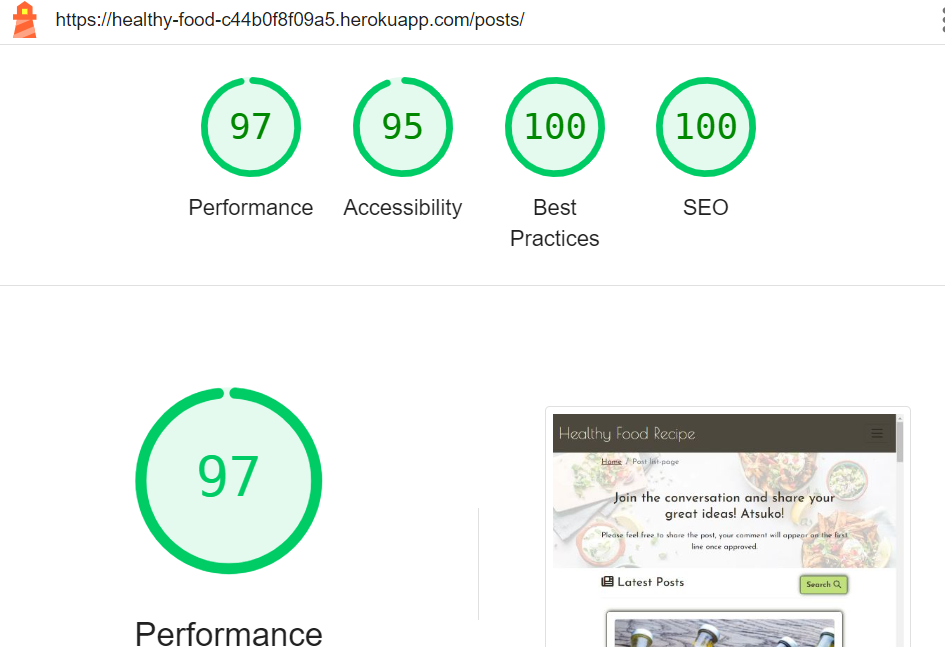 https://healthy-food-c44b0f8f09a5.herokuapp.com/posts/
97
95
100
100
Performance
Accessibility
Best
Practices
SEO
97
Performance
Healthy Food Recipe
Home / Post list page
Join the conversation and share your
great ideas! Atsuko!
Please feel free to share the post, your comment will appear on the first
line once approved.
Latest Posts
Search